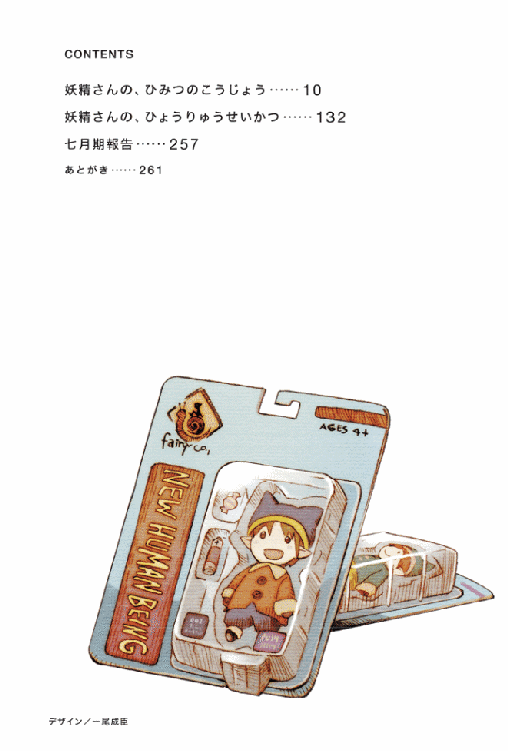 CONTENTS
妖精さんの、ひみつのこうじょう……10
妖精さんの、ひょうりゅうせいかつ……132
七月期報告……257
あとがき……261
AGES 4+
fairy co,
NEW HUMAN BEING
デザイン/一尾成臣